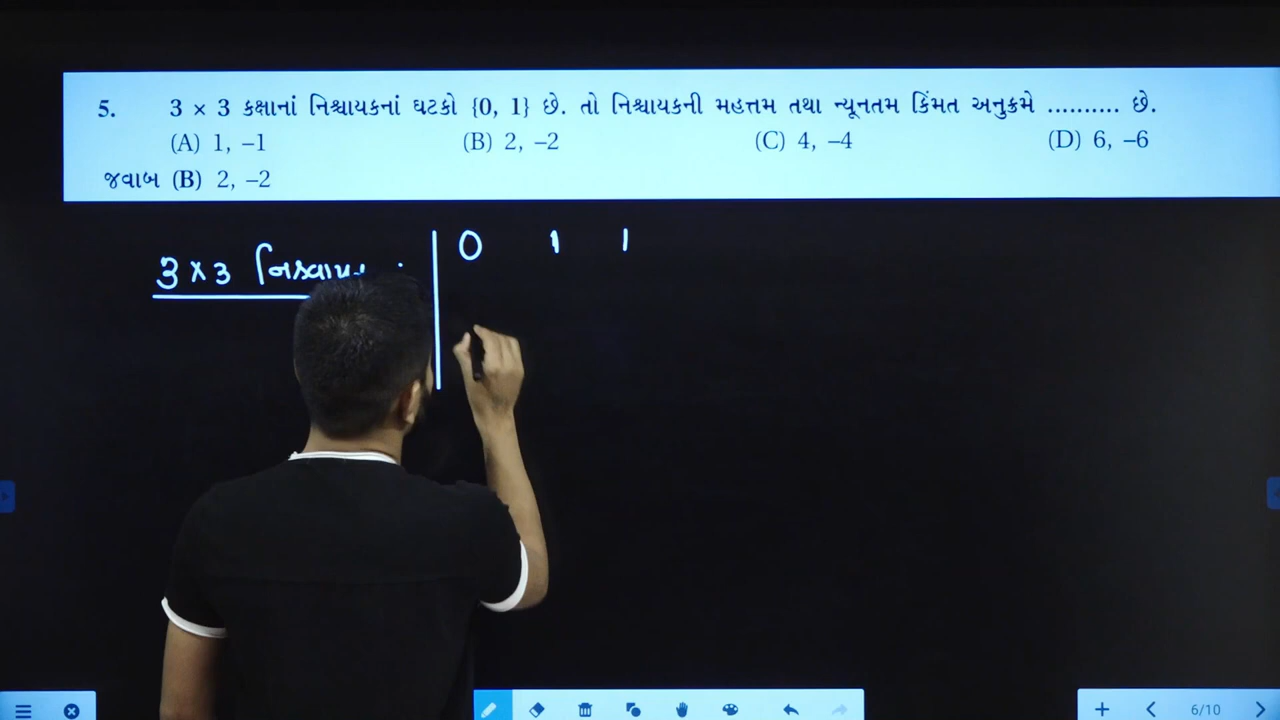 5. 3 × 3 કક્ષાનાં નિશ્ચાયકનાં ઘટકો {0, 1} છે. તો નિશ્ચાયકની મહત્તમ તથા ન્યૂનતમ કિંમત અનુક્રમે .......... છે.
(A) 1, –1 (B) 2, –2 (C) 4, –4 (D) 6, –6
જવાબ (B) 2, –2
0 1 1
3 × 3
6/10